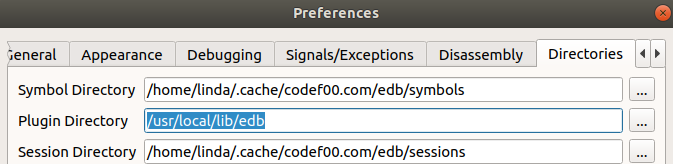 Preferences
General Appearance Debugging Signals/Exceptions Disassembly Directories
Symbol Directory /home/linda/.cache/codef00.com/edb/symbols ...
Plugin Directory /usr/local/lib/edb ...
Session Directory /home/linda/.cache/codef00.com/edb/sessions ...